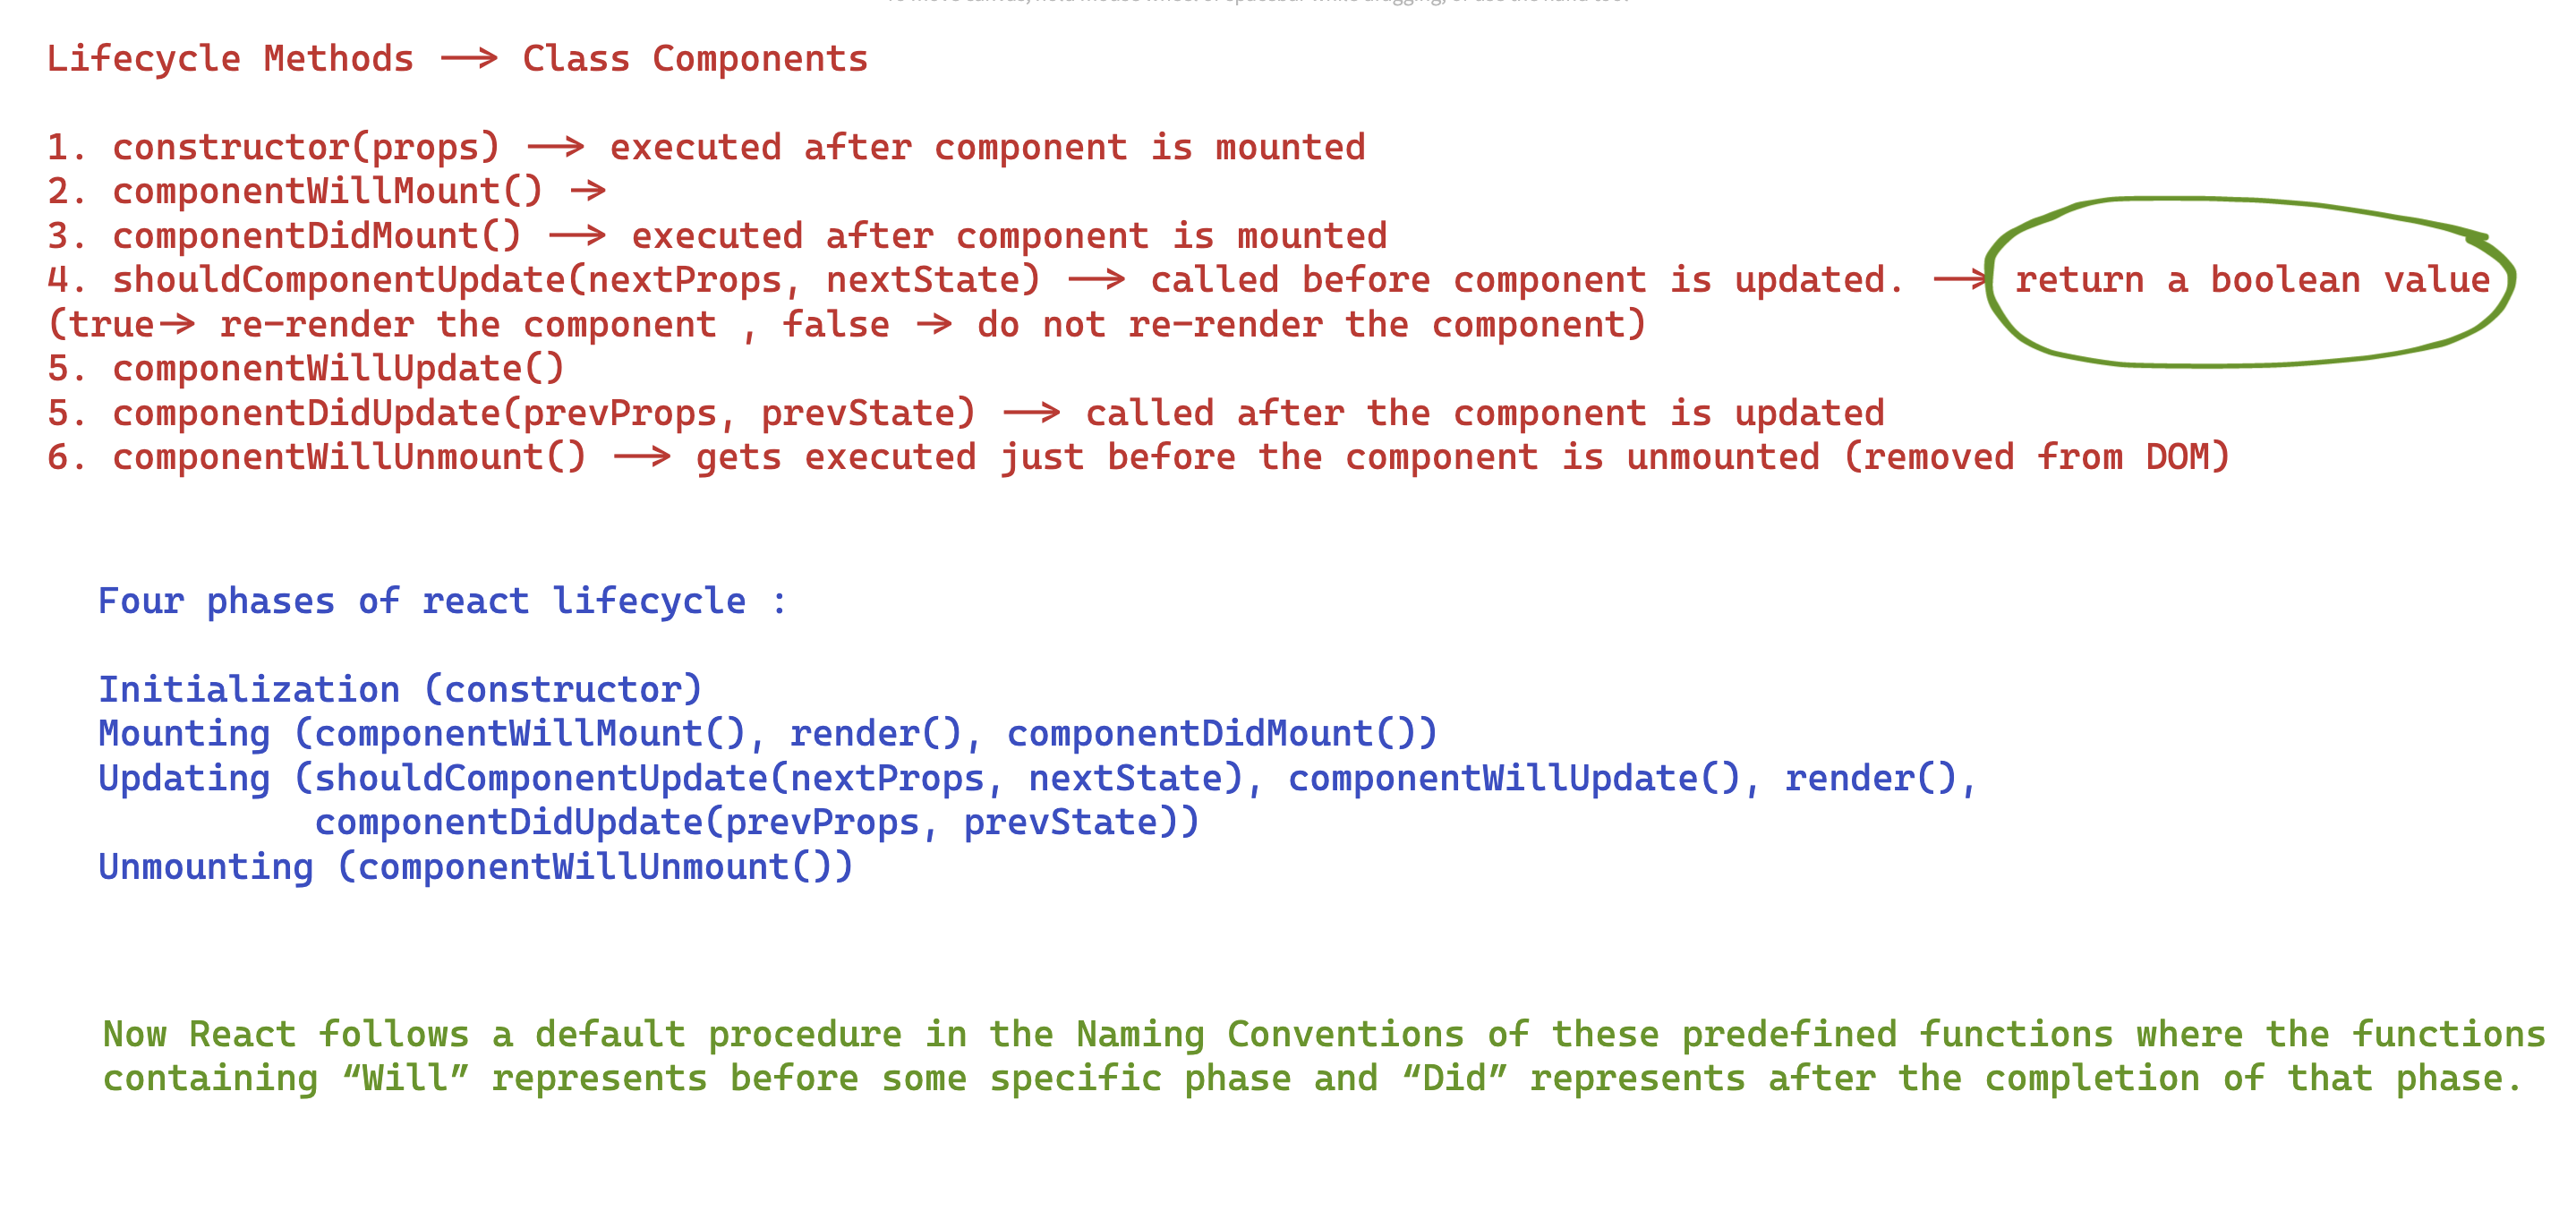 Lifecycle Methods → Class Components
1. constructor(props) → executed after component is mounted
2. componentWillMount() →
3. componentDidMount() → executed after component is mounted
4. shouldComponentUpdate(nextProps, nextState) → called before component is updated. → return a boolean value
(true→ re-render the component , false → do not re-render the component)
5. componentWillUpdate()
5. componentDidUpdate(prevProps, prevState) → called after the component is updated
6. componentWillUnmount() → gets executed just before the component is unmounted (removed from DOM)
Four phases of react lifecycle :
Initialization (constructor)
Mounting (componentWillMount(), render(), componentDidMount())
Updating (shouldComponentUpdate(nextProps, nextState), componentWillUpdate(), render(),
componentDidUpdate(prevProps, prevState))
Unmounting (componentWillUnmount())
Now React follows a default procedure in the Naming Conventions of these predefined functions where the functions
containing “Will” represents before some specific phase and “Did” represents after the completion of that phase.